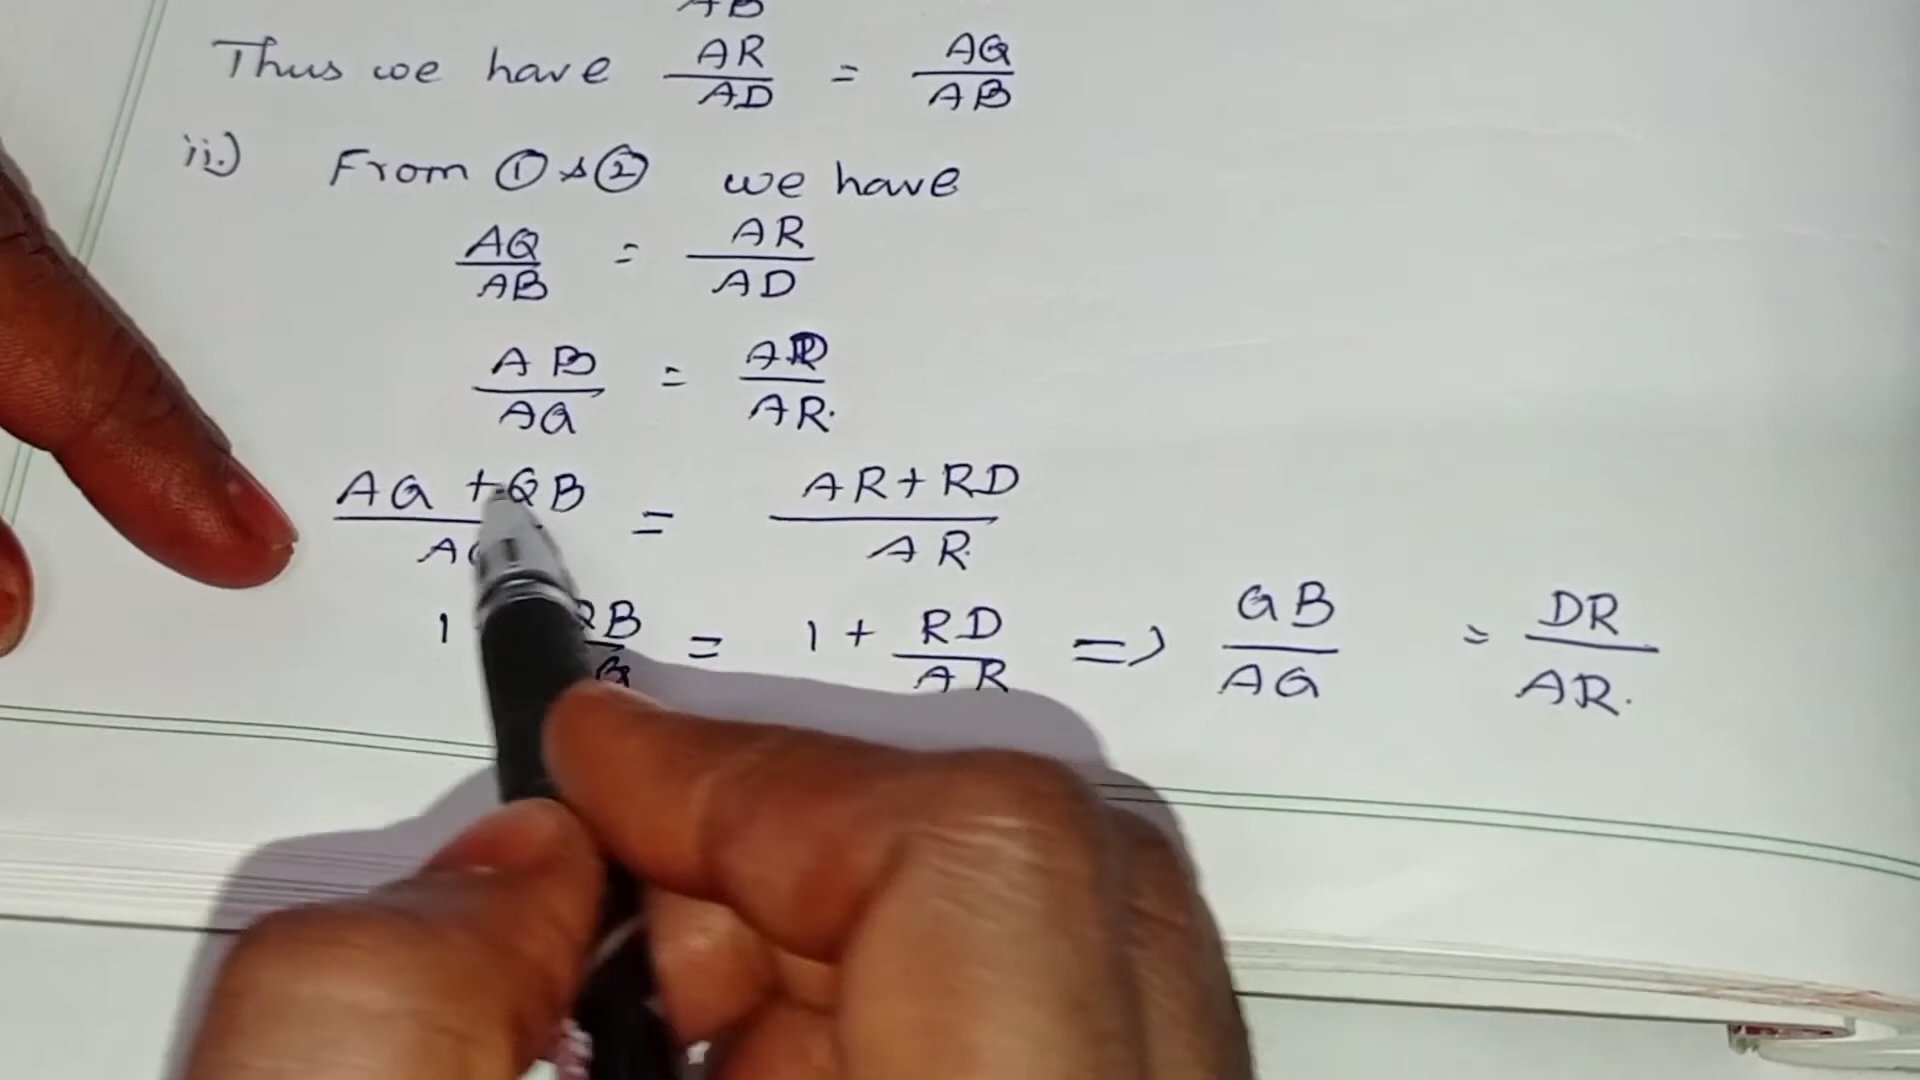 AB
Thus we have AR/AD = AQ/AB
ii.) From ① & ② we have
AQ/AB = AR/AD
AB/AQ = AD/AR.
AQ + QB/AQ = AR+RD/AR.
1 QB = 1 + RD/AR => QB/AQ = DR/AR.